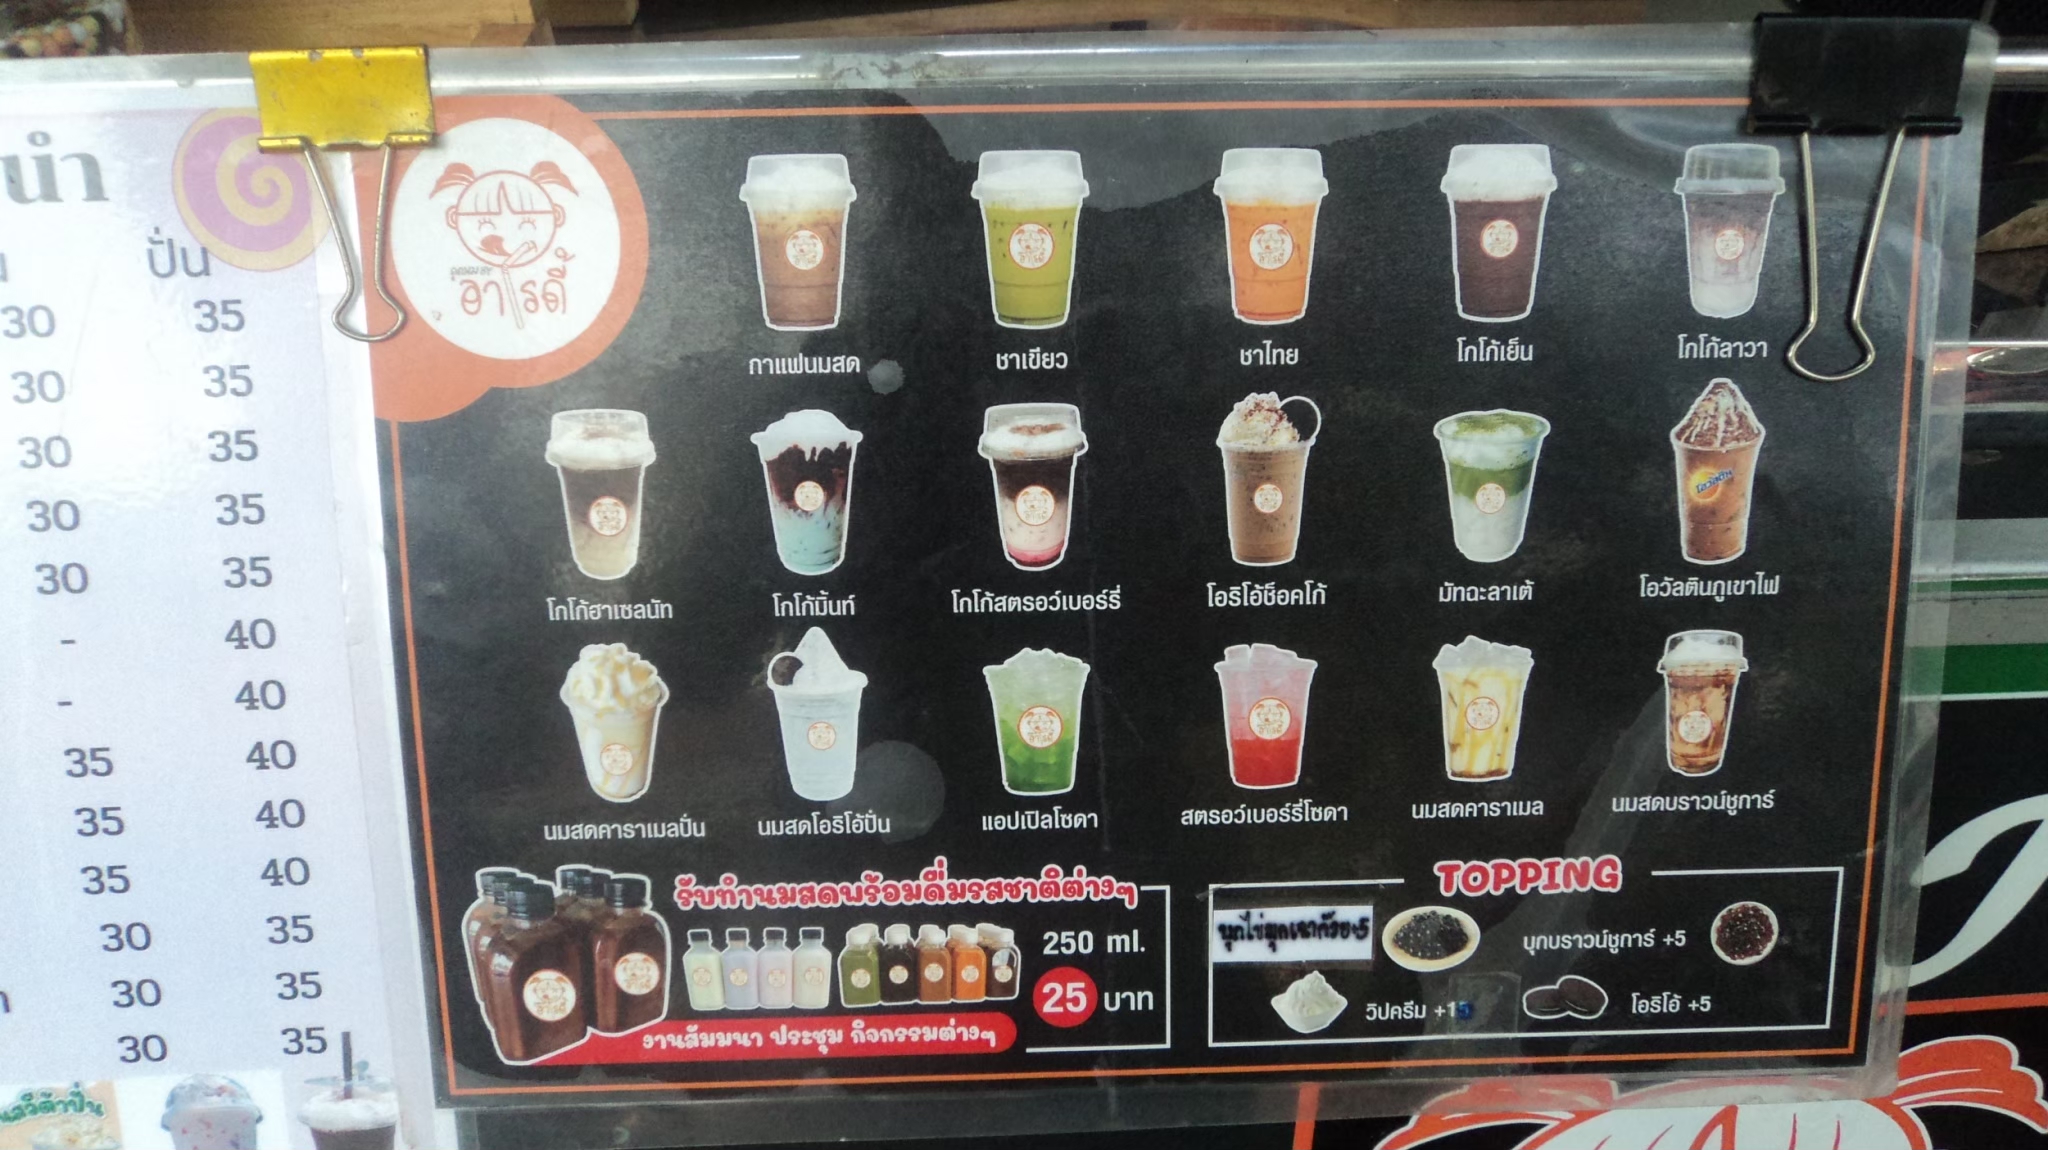 นำ
ปั่น
30 35
30 35
30 35
30 35
30 35
- 40
- 40
35 40
35 40
35 40
30 35
30 35
30 35
อารดี้
กาแฟนมสด ชาเขียว ชาไทย โกโก้เย็น โกโก้ลาวา
โกโก้ฮาเซลนัท โกโก้มิ้นท์ โกโก้สตรอว์เบอร์รี่ โอริโอ้ช็อคโก้ มัทฉะลาเต้ โอวัลตินภูเขาไฟ
นมสดคาราเมลปั่น นมสดโอริโอ้ปั่น แอปเปิลโซดา สตรอว์เบอร์รี่โซดา นมสดคาราเมล นมสดบราวน์ชูการ์
รับทำนมสดพร้อมดื่มรสชาติต่างๆ
250 ml.
25 บาท
งานสัมมนา ประชุม กิจกรรมต่างๆ
TOPPING
บุกบราวน์ชูการ์ +5
วิปครีม +15 โอริโอ้ +5